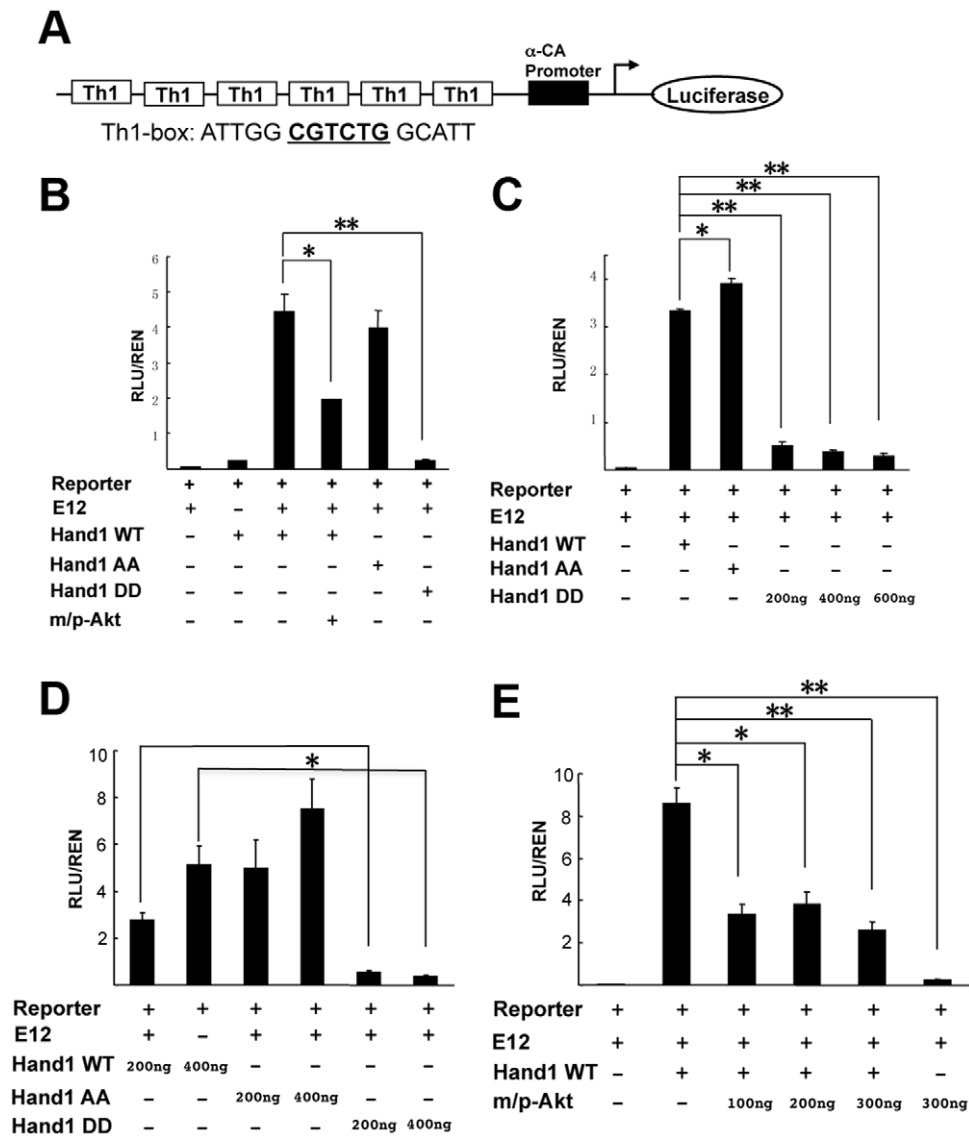 A
α-CA
Promoter
Th1 Th1 Th1 Th1 Th1 Th1
Luciferase
Th1-box: ATTGG CGTCTG GCATT
B
**
*
RLU/REN
6
5
4
3
2
1
Reporter + + + + + +
E12 + – + + + +
Hand1 WT – + + + – –
Hand1 AA – – – – + –
Hand1 DD – – – – – +
m/p-Akt – – – + – –
C
**
**
**
*
RLU/REN
4
3
2
1
Reporter + + + + + +
E12 + + + + + +
Hand1 WT – + – – – –
Hand1 AA – – + – – –
Hand1 DD – – – 200ng 400ng 600ng
D
*
RLU/REN
10
8
6
4
2
Reporter + + + + + +
E12 + – + + + +
Hand1 WT 200ng 400ng – – – –
Hand1 AA – – 200ng 400ng – –
Hand1 DD – – – – 200ng 400ng
E
**
**
*
*
RLU/REN
10
8
6
4
2
Reporter + + + + + +
E12 + + + + + +
Hand1 WT – + + + + –
m/p-Akt – – 100ng 200ng 300ng 300ng